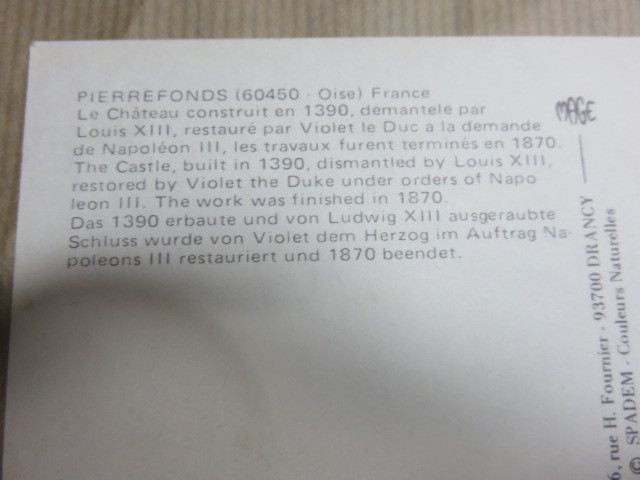 PIERREFONDS (60450 - Oise) France
Le Château construit en 1390, demantele par
Louis XIII, restauré par Violet le Duc a la demande
de Napoléon III, les travaux furent terminés en 1870.
The Castle, built in 1390, dismantled by Louis XIII,
restored by Violet the Duke under orders of Napo
leon III. The work was finished in 1870.
Das 1390 erbaute und von Ludwig XIII ausgeraubte
Schluss wurde von Violet dem Herzog im Auftrag Na-
poleons III restauriert und 1870 beendet.
MAGE
6, rue H. Fournier - 93700 DRANCY
© SPADEM - Couleurs Naturelles